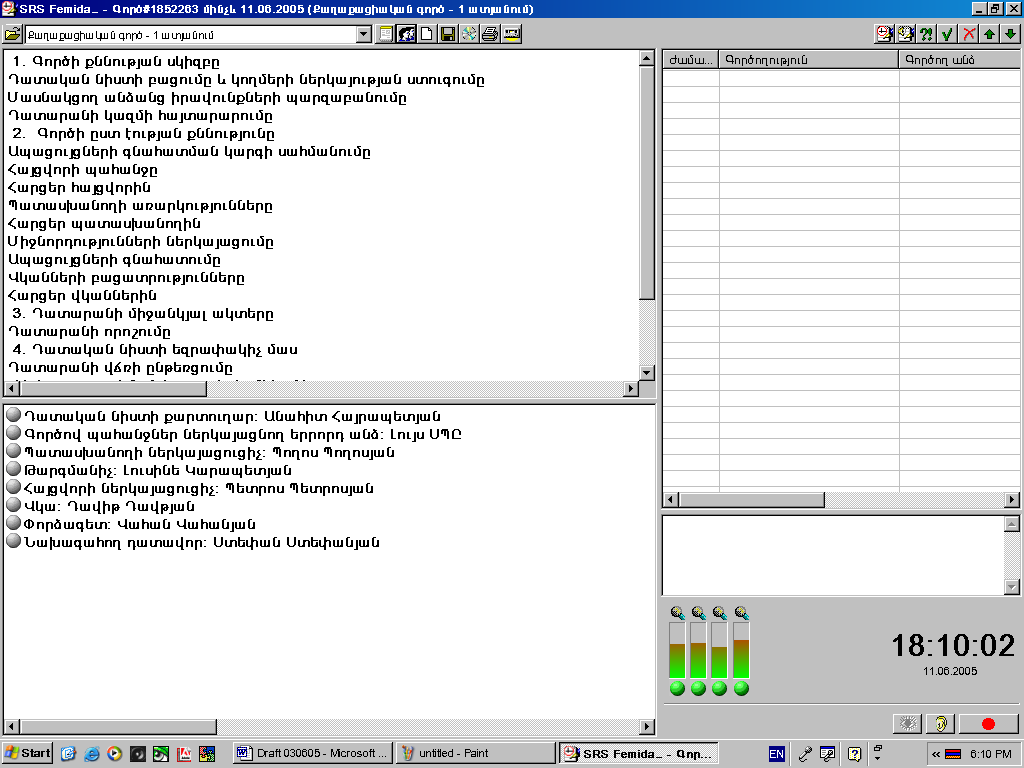 SRS Femida_ - Գործ#1852263 մինչև 11.06.2005 (Քաղաքացիական գործ - 1 ատյանում)
Քաղաքացիական գործ - 1 ատյանում
1. Գործի քննության սկիզբը
Դատական նիստի բացումը և կողմերի ներկայության ստուգումը
Մասնակցող անձանց իրավունքների պարզաբանումը
Դատարանի կազմի հայտարարումը
2. Գործի ըստ էության քննությունը
Ապացույցների գնահատման կարգի սահմանումը
Հայցվորի պահանջը
Հարցեր հայցվորին
Պատասխանողի առարկությունները
Հարցեր պատասխանողին
Միջնորդությունների ներկայացումը
Ապացույցների գնահատումը
Վկաների բացատրությունները
Հարցեր վկաներին
3. Դատարանի միջանկյալ ակտերը
Դատարանի որոշումը
4. Դատական նիստի եզրափակիչ մաս
Դատարանի վճռի ընթերցումը
Դատական նիստի քարտուղար: Անահիտ Հայրապետյան
Գործով պահանջներ ներկայացնող երրորդ անձ: Լույս ՍՊԸ
Պատասխանողի ներկայացուցիչ: Պողոս Պողոսյան
Թարգմանիչ: Լուսինե Կարապետյան
Հայցվորի ներկայացուցիչ: Պետրոս Պետրոսյան
Վկա: Դավիթ Դավթյան
Փորձագետ: Վահան Վահանյան
Նախագահող դատավոր: Ստեփան Ստեփանյան
Ժամա... Գործողություն Գործող անձ
18:10:02
11.06.2005
Start Draft 030605 - Microsoft ... untitled - Paint SRS Femida_ - Գոր... EN « 6:10 PM